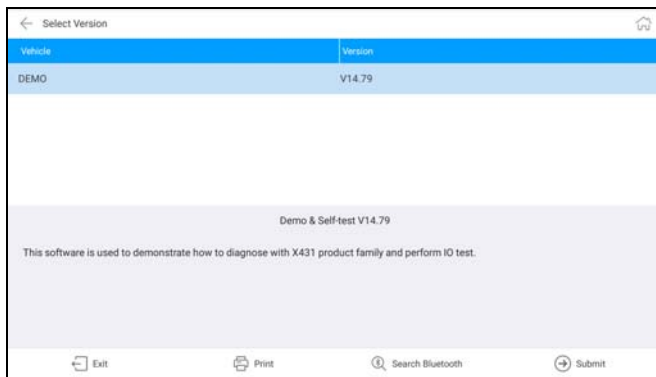 Select Version
Vehicle Version
DEMO V14.79
Demo & Self-test V14.79
This software is used to demonstrate how to diagnose with X431 product family and perform IO test.
Exit Print Search Bluetooth Submit